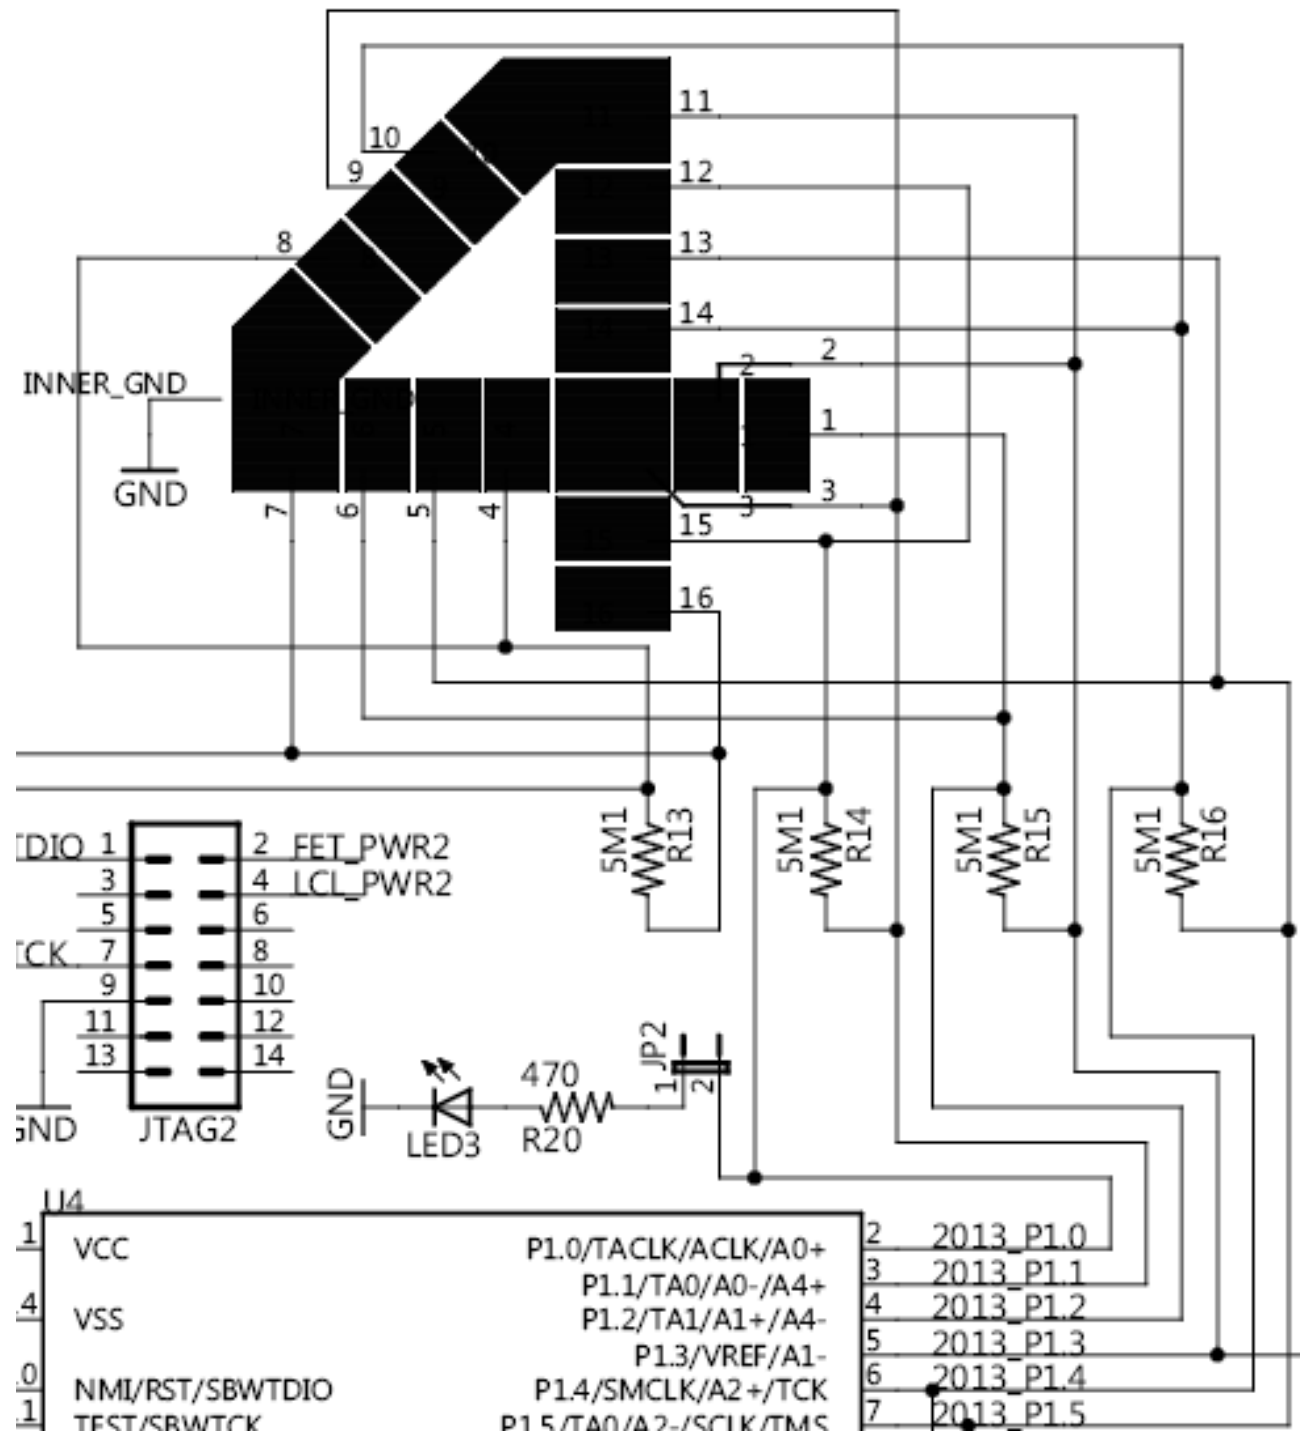 11
10
12
9
13
8
14
2
2
INNER_GND
INNER_GND
1
GND
3
3
7
6
5
4
15
16
5M1
R13
5M1
R14
5M1
R15
5M1
R16
TDIO 1
2 FET_PWR2
3
4 LCL_PWR2
5
6
TCK 7
8
9
10
11
12
13
14
GND
JTAG2
GND
LED3
470
R20
JP2
1
2
U4
1 VCC
P1.0/TACLK/ACLK/A0+ 2 2013_P1.0
P1.1/TA0/A0-/A4+ 3 2013_P1.1
4 VSS
P1.2/TA1/A1+/A4- 4 2013_P1.2
P1.3/VREF/A1- 5 2013_P1.3
0 NMI/RST/SBWTDIO
P1.4/SMCLK/A2+/TCK 6 2013_P1.4
1 TEST/SBWTCK
P1.5/TA0/A2-/SCLK/TMS 7 2013_P1.5